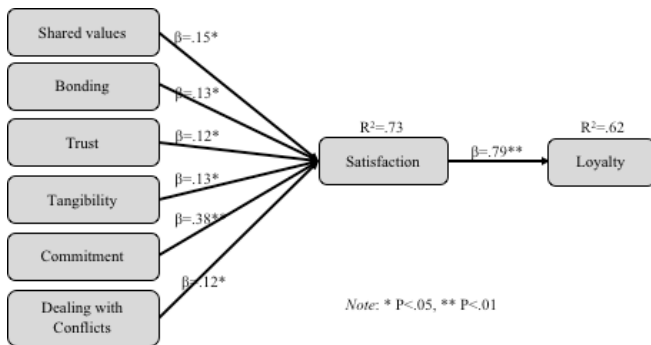 Shared values
β=.15*
Bonding
β=.13*
Trust
β=.12*
Tangibility
β=.13*
Commitment
β=.38**
Dealing with
Conflicts
β=.12*
R²=.73
Satisfaction
β=.79**
R²=.62
Loyalty
Note: * P<.05, ** P<.01